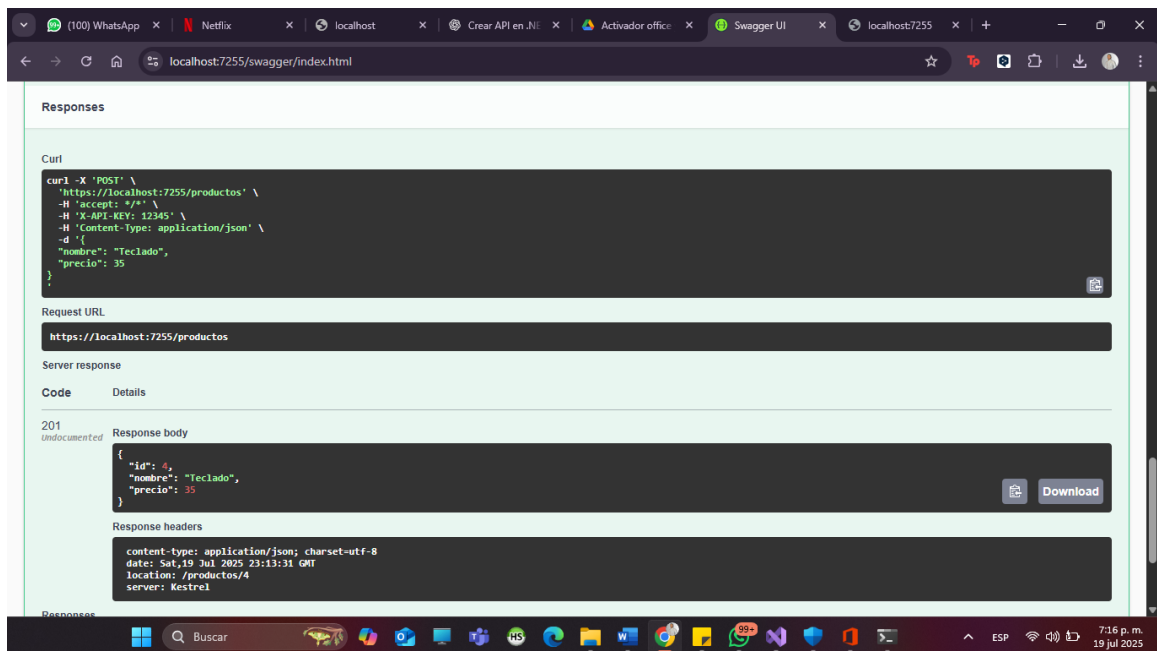 (100) WhatsApp
Netflix
localhost
Crear API en .NE
Activador office
Swagger UI
localhost:7255
localhost:7255/swagger/index.html
Tp
Responses
Curl
curl -X 'POST' \
'https://localhost:7255/productos' \
-H 'accept: */*' \
-H 'X-API-KEY: 12345' \
-H 'Content-Type: application/json' \
-d '{
"nombre": "Teclado",
"precio": 35
}
'
Request URL
https://localhost:7255/productos
Server response
Code Details
201
Undocumented
Response body
{
"id": 4,
"nombre": "Teclado",
"precio": 35
}
Download
Response headers
content-type: application/json; charset=utf-8
date: Sat,19 Jul 2025 23:13:31 GMT
location: /productos/4
server: Kestrel
Responses
Buscar
HS
99+
ESP
7:16 p. m.
19 jul 2025